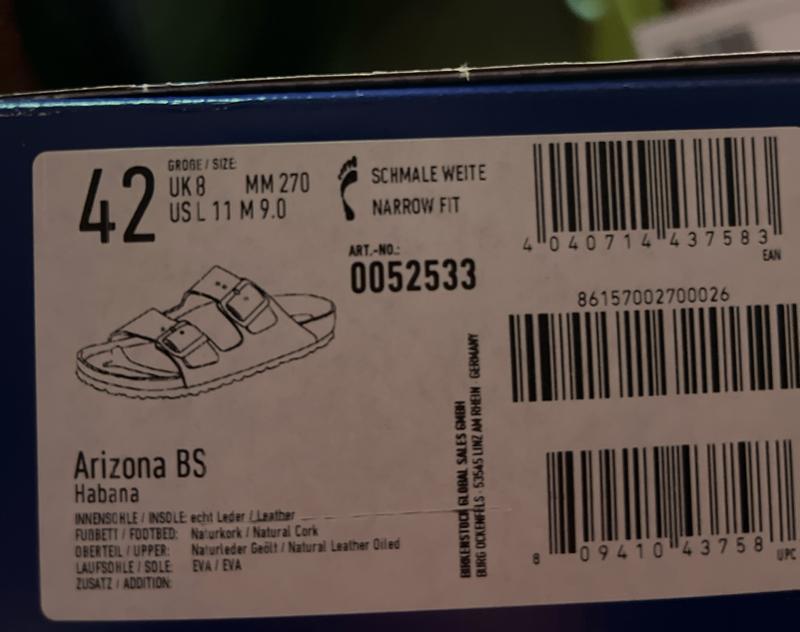 42
GRÖßE / SIZE:
UK 8 MM 270
US L 11 M 9.0
SCHMALE WEITE
NARROW FIT
ART.-NO.:
0052533
4 040714 437583
EAN
86157002700026
Arizona BS
Habana
INNENSOHLE / INSOLE: echt Leder / Leather
FUßBETT / FOOTBED: Naturkork / Natural Cork
OBERTEIL / UPPER: Naturleder Geölt / Natural Leather Oiled
LAUFSOHLE / SOLE: EVA / EVA
ZUSATZ / ADDITION:
BIRKENSTOCK GLOBAL SALES GMBH
BURG OCKENFELS · 53545 LINZ AM RHEIN GERMANY
8 09410 43758
UPC